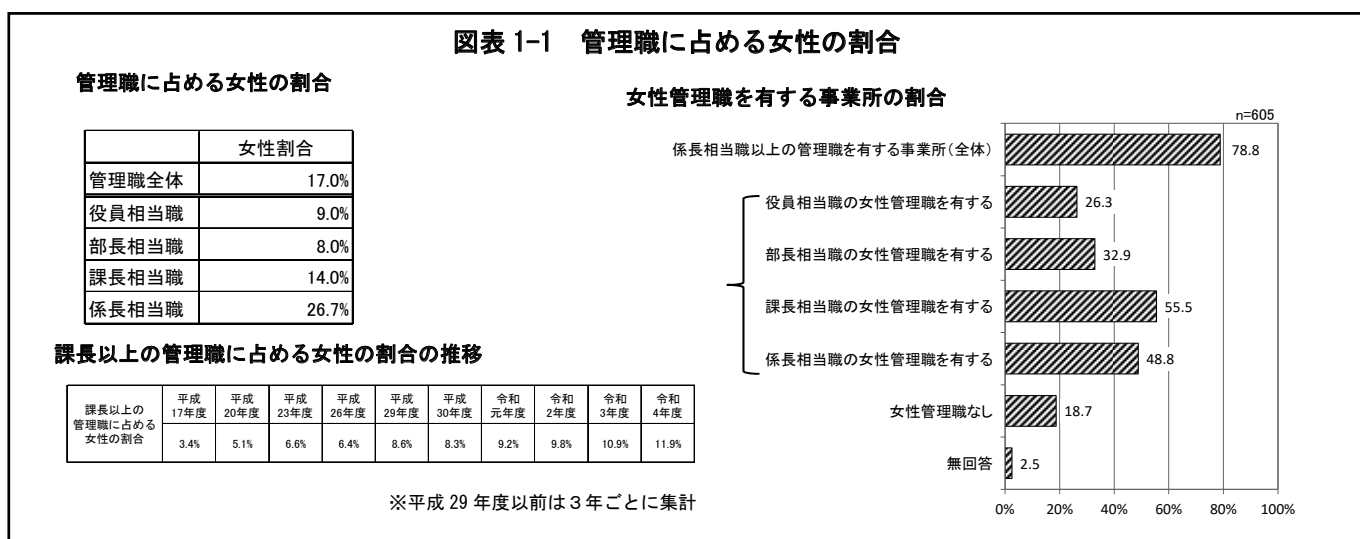 図表 1-1　管理職に占める女性の割合
管理職に占める女性の割合
女性割合
管理職全体 17.0%
役員相当職 9.0%
部長相当職 8.0%
課長相当職 14.0%
係長相当職 26.7%
課長以上の管理職に占める女性の割合の推移
課長以上の
管理職に占める
女性の割合
平成 平成 平成 平成 平成 平成 令和 令和 令和 令和
17年度 20年度 23年度 26年度 29年度 30年度 元年度 2年度 3年度 4年度
3.4% 5.1% 6.6% 6.4% 8.6% 8.3% 9.2% 9.8% 10.9% 11.9%
※平成 29 年度以前は３年ごとに集計
女性管理職を有する事業所の割合
n=605
係長相当職以上の管理職を有する事業所(全体) 78.8
役員相当職の女性管理職を有する 26.3
部長相当職の女性管理職を有する 32.9
課長相当職の女性管理職を有する 55.5
係長相当職の女性管理職を有する 48.8
女性管理職なし 18.7
無回答 2.5
0% 20% 40% 60% 80% 100%